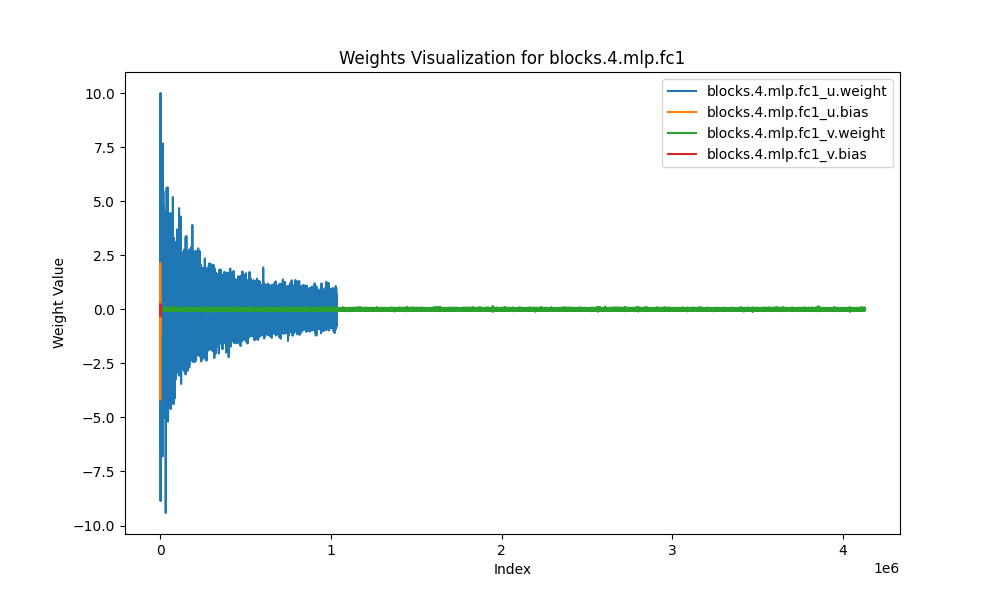 Weights Visualization for blocks.4.mlp.fc1
blocks.4.mlp.fc1_u.weight
blocks.4.mlp.fc1_u.bias
blocks.4.mlp.fc1_v.weight
blocks.4.mlp.fc1_v.bias
Weight Value
10.0
7.5
5.0
2.5
0.0
−2.5
−5.0
−7.5
−10.0
0 1 2 3 4
1e6
Index